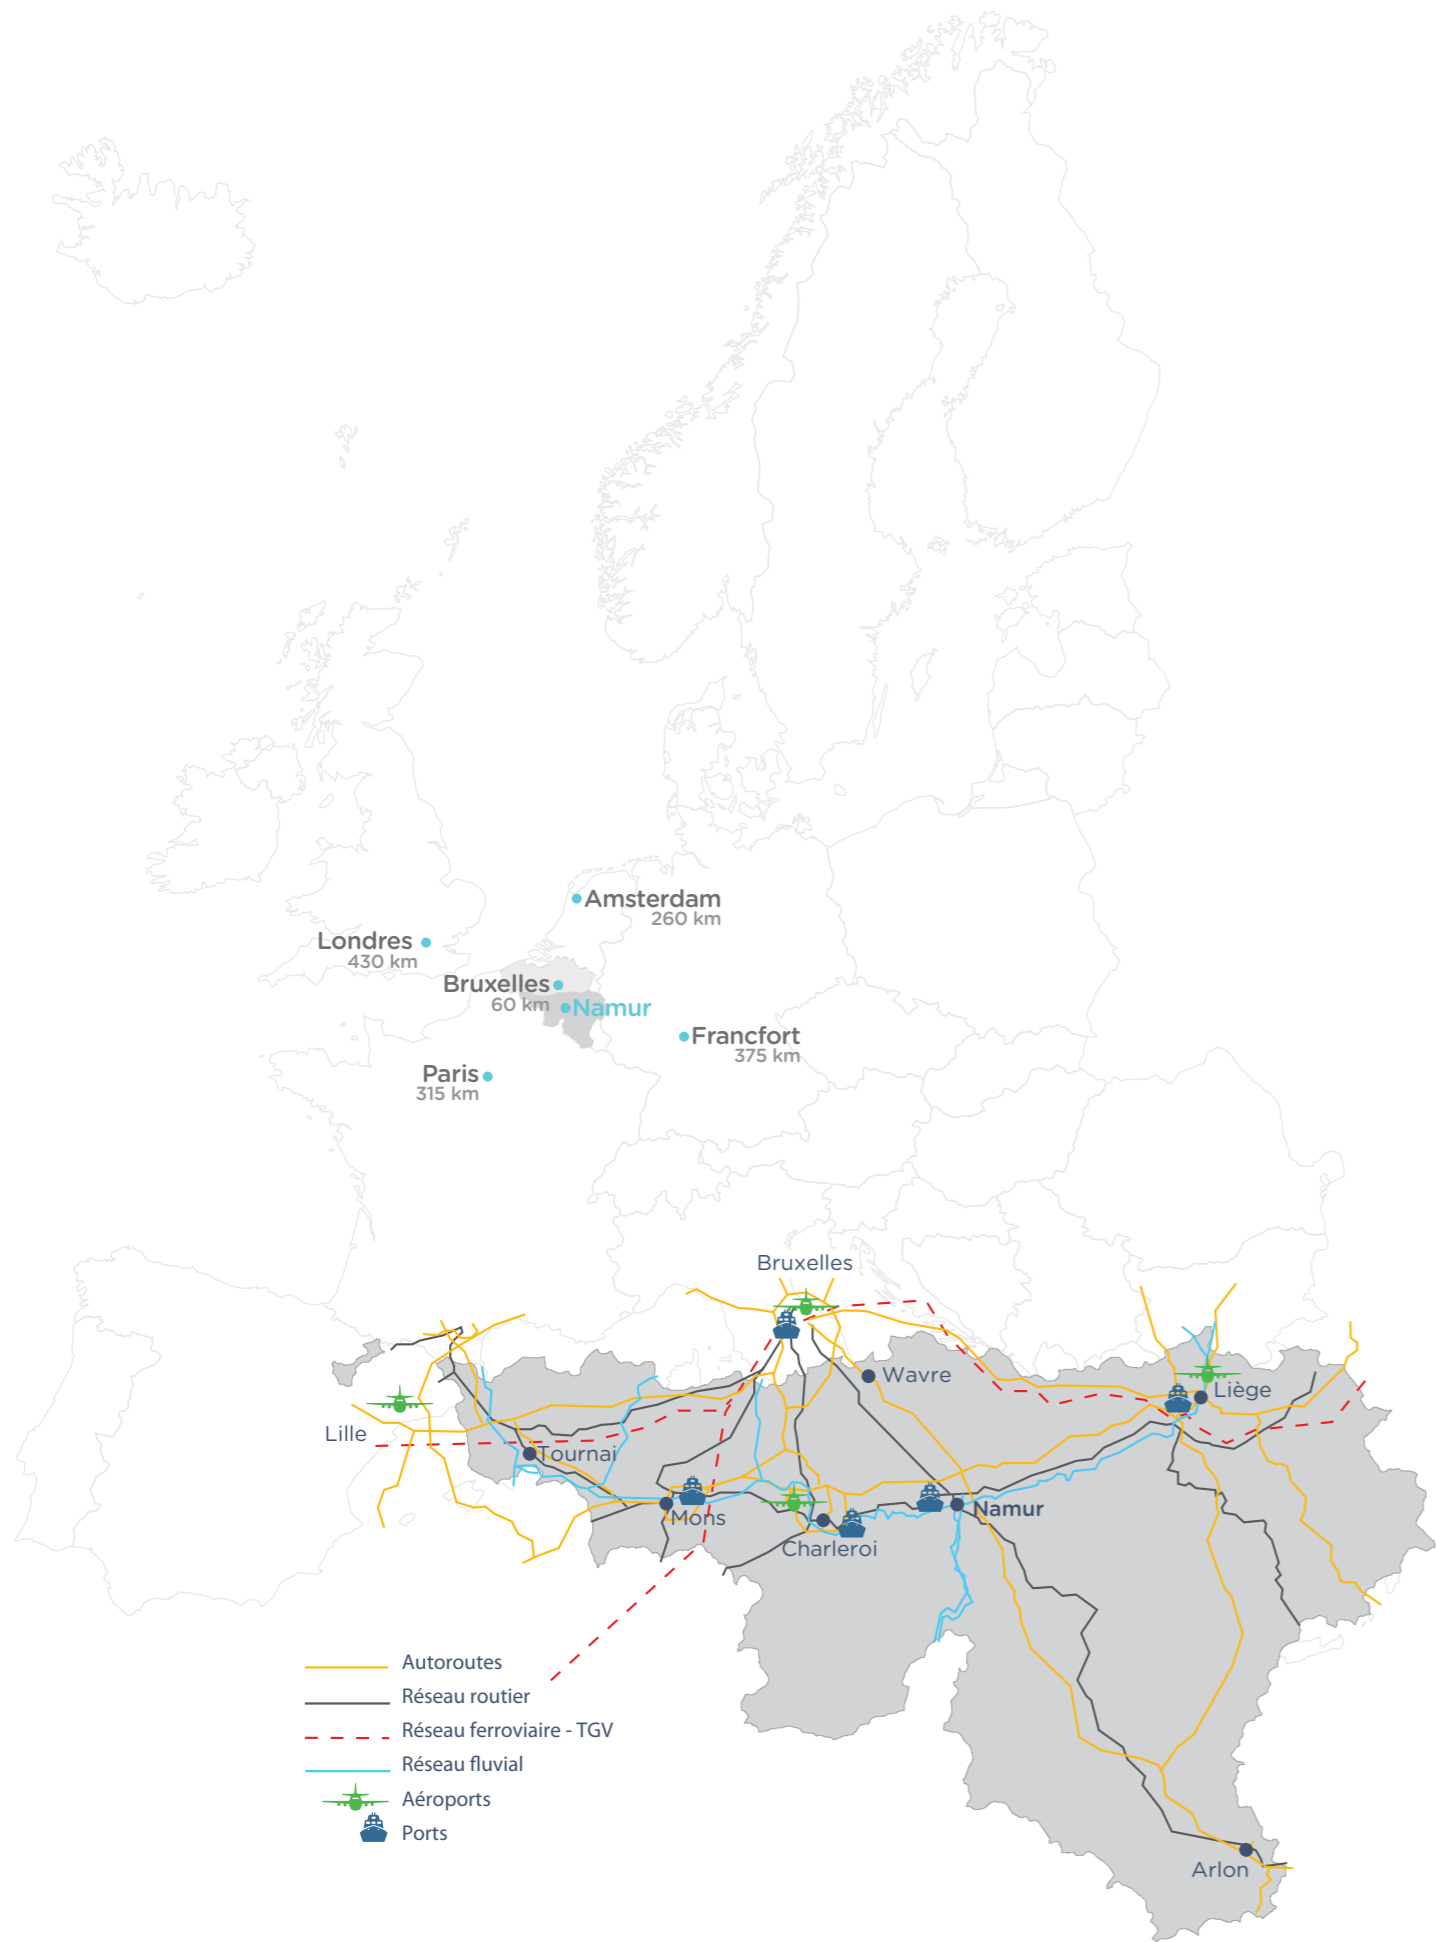 Amsterdam
260 km
Londres
430 km
Bruxelles
60 km
Namur
Francfort
375 km
Paris
315 km
Bruxelles
Wavre
Liège
Lille
Tournai
Mons
Namur
Charleroi
Autoroutes
Réseau routier
Réseau ferroviaire - TGV
Réseau fluvial
Aéroports
Ports
Arlon